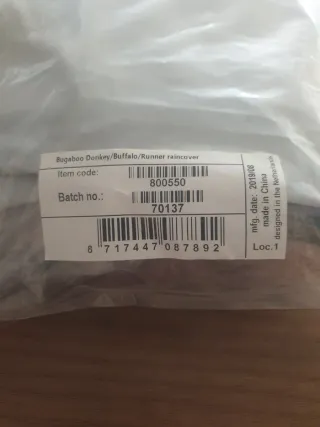 Bugaboo Donkey/Buffalo/Runner raincover
Item code:
800550
Batch no.:
70137
8 717447 087892
mfg. date: 2019/08
made in China
designed in the Netherlands
Loc.1